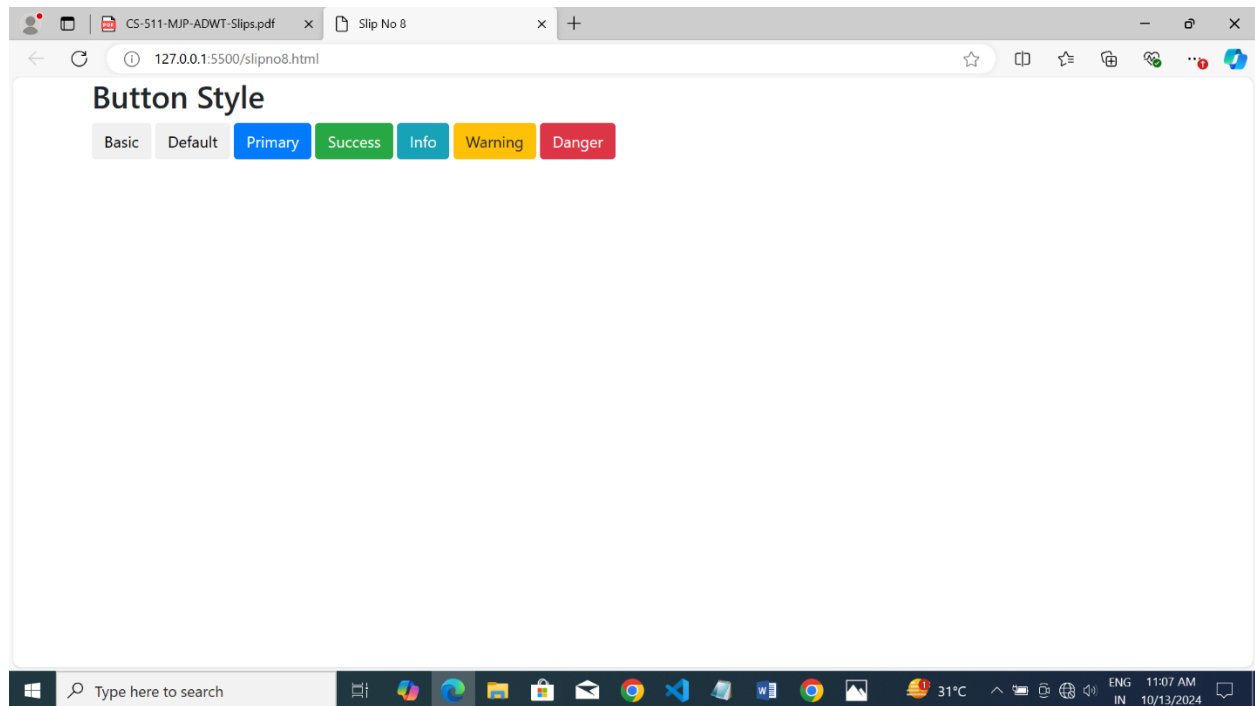 CS-511-MJP-ADWT-Slips.pdf Slip No 8
127.0.0.1:5500/slipno8.html
Button Style
Basic Default Primary Success Info Warning Danger
Type here to search 31°C ENG 11:07 AM
IN 10/13/2024